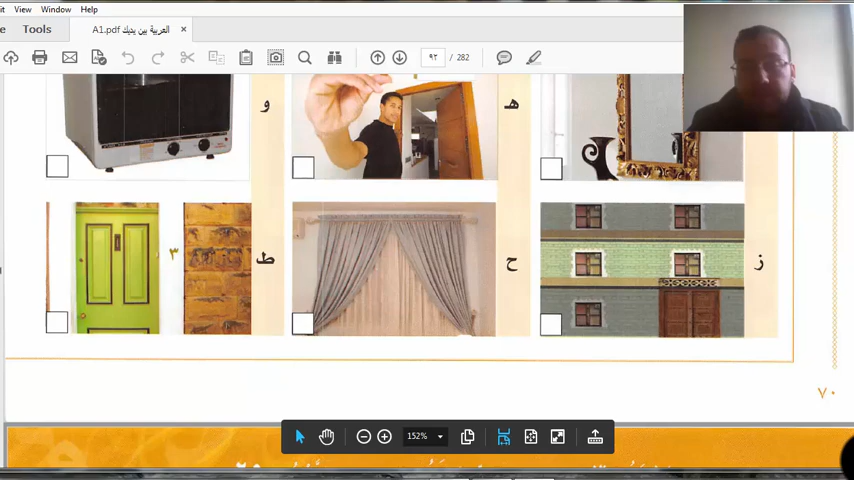 View Window Help
Tools
العربية بين يديك A1.pdf
٩٢ / 282
و
هـ
ط
ح
ز
٣
٧٠
152%